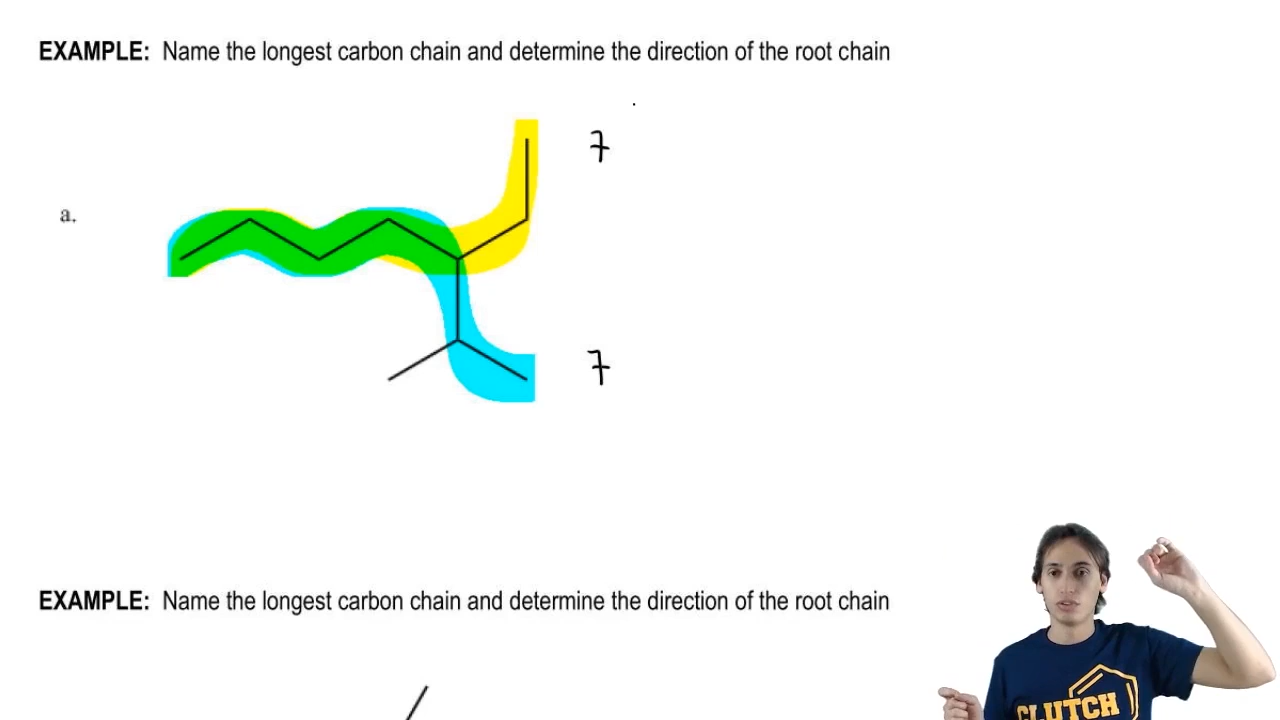 EXAMPLE: Name the longest carbon chain and determine the direction of the root chain
7
a.
7
EXAMPLE: Name the longest carbon chain and determine the direction of the root chain
CLUTCH